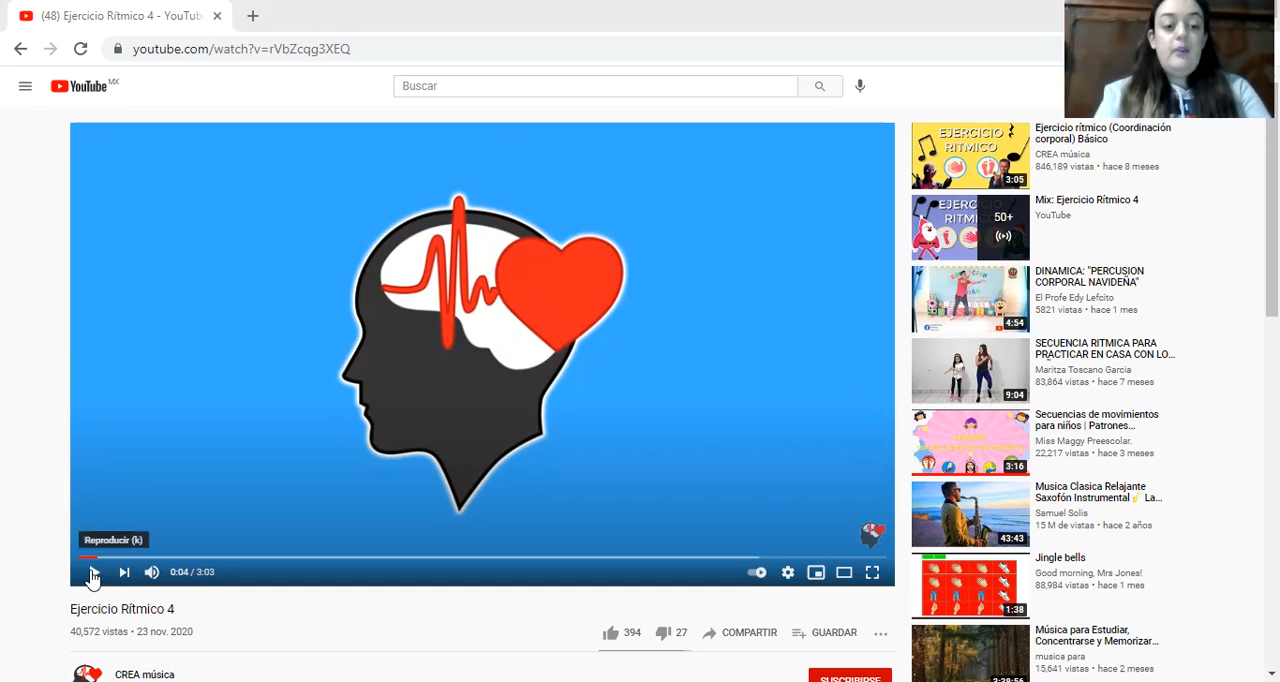 (48) Ejercicio Rítmico 4 - YouTub
youtube.com/watch?v=rVbZcqg3XEQ
YouTube MX
Buscar
Reproducir (k)
0:04 / 3:03
Ejercicio Rítmico 4
40,572 vistas • 23 nov. 2020
394
27
COMPARTIR
GUARDAR
CREA música
SUSCRIBIRSE
EJERCICIO
RITMICO
3:05
Ejercicio rítmico (Coordinación
corporal) Básico
CREA música
846,189 vistas • hace 8 meses
EJERCICIO
RITMICO
50+
Mix: Ejercicio Rítmico 4
YouTube
4:54
DINAMICA: "PERCUSION
CORPORAL NAVIDEÑA"
El Profe Edy Lefcito
5821 vistas • hace 1 mes
9:04
SECUENCIA RITMICA PARA
PRACTICAR EN CASA CON LO...
Maritza Toscano Garcia
83,864 vistas • hace 7 meses
3:16
Secuencias de movimientos
para niños | Patrones...
Miss Maggy Preescolar.
22,217 vistas • hace 3 meses
43:43
Musica Clasica Relajante
Saxofón Instrumental🎷 La...
Samuel Solis
15 M de vistas • hace 2 años
1:38
Jingle bells
Good morning, Mrs Jones!
88,984 vistas • hace 1 mes
3:38:56
Música para Estudiar,
Concentrarse y Memorizar...
musica para
15,641 vistas • hace 2 meses